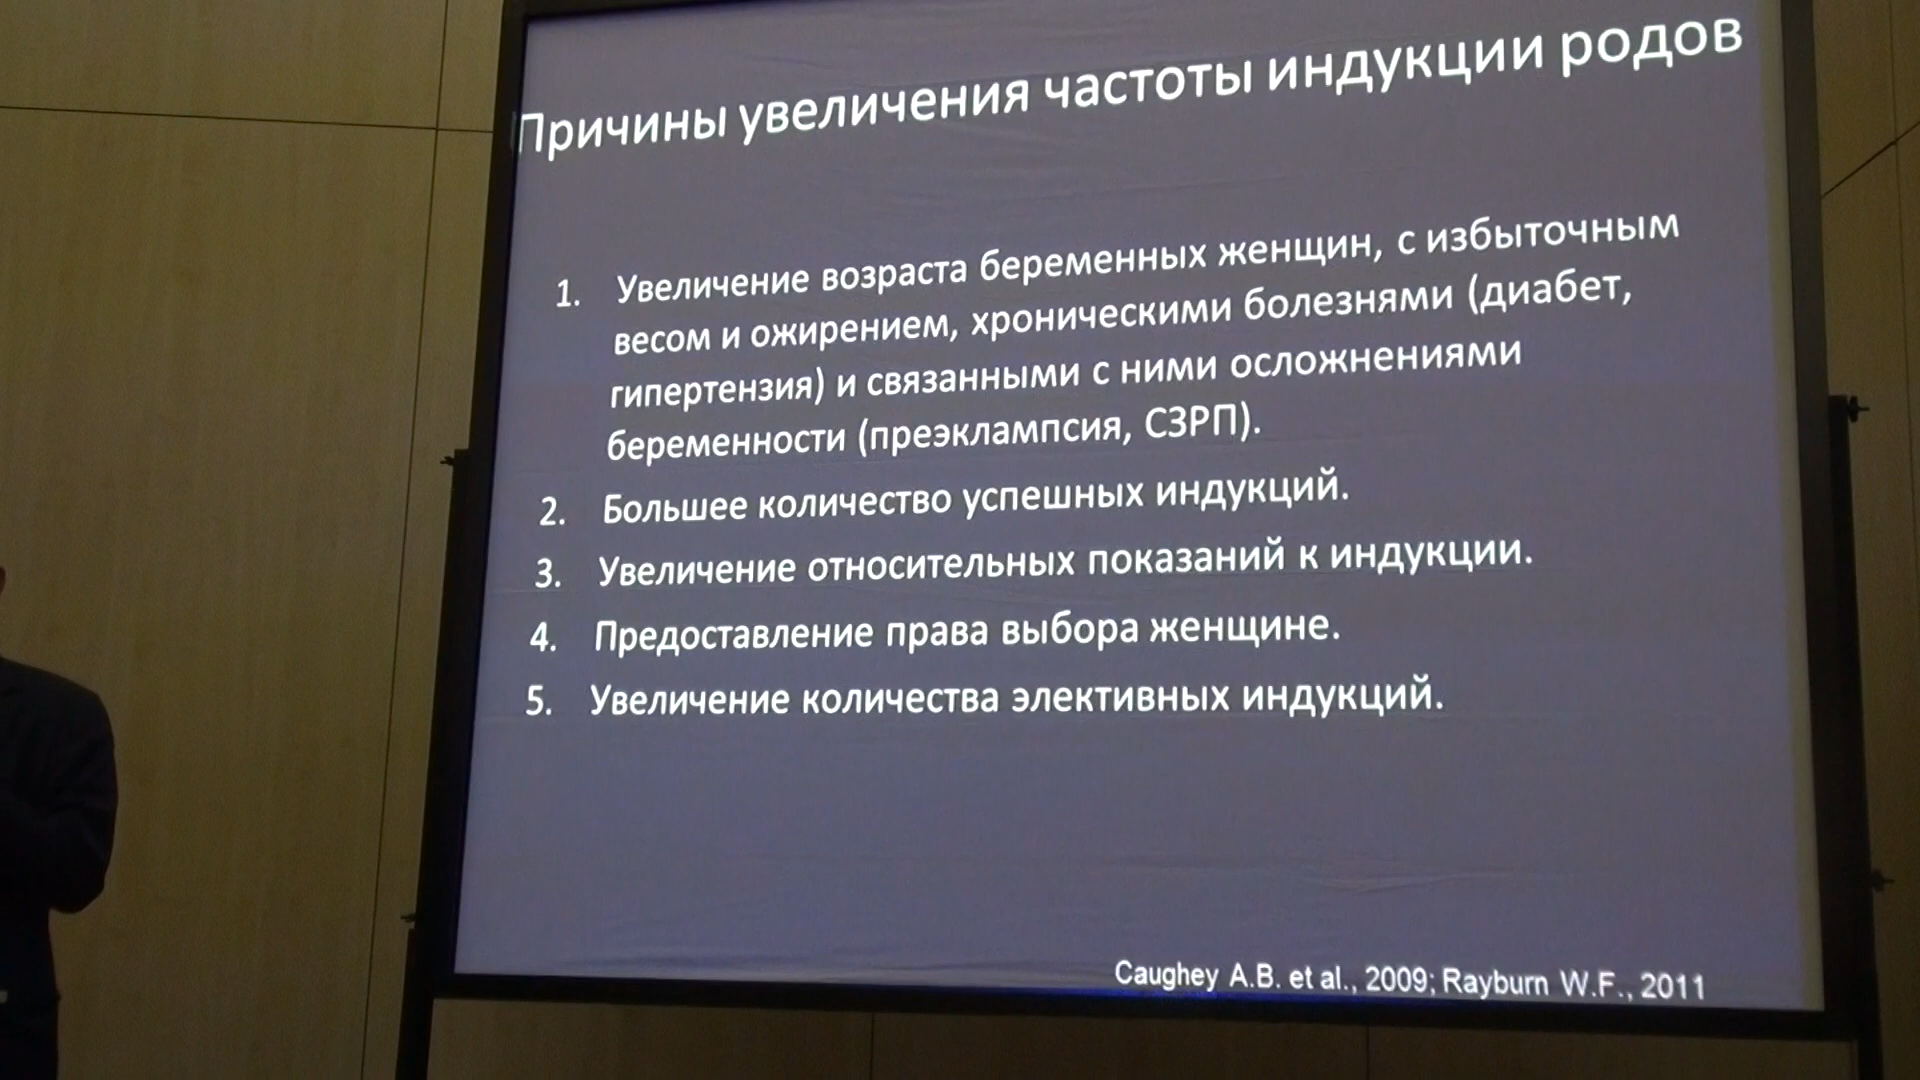 Причины увеличения частоты индукции родов
1. Увеличение возраста беременных женщин, с избыточным
весом и ожирением, хроническими болезнями (диабет,
гипертензия) и связанными с ними осложнениями
беременности (преэклампсия, СЗРП).
2. Большее количество успешных индукций.
3. Увеличение относительных показаний к индукции.
4. Предоставление права выбора женщине.
5. Увеличение количества элективных индукций.
Caughey A.B. et al., 2009; Rayburn W.F., 2011